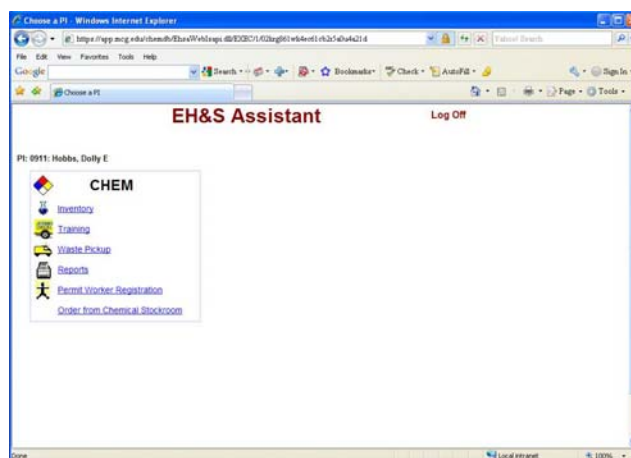 Choose a PI - Windows Internet Explorer
File Edit View Favorites Tools Help
Google Search Bookmarks Check AutoFill Sign In
Choose a PI Page Tools
EH&S Assistant Log Off
PI: 0911: Hobbs, Dolly E
CHEM
Inventory
Training
Waste Pickup
Reports
Permit Worker Registration
Order from Chemical Stockroom
Done Local intranet 100%